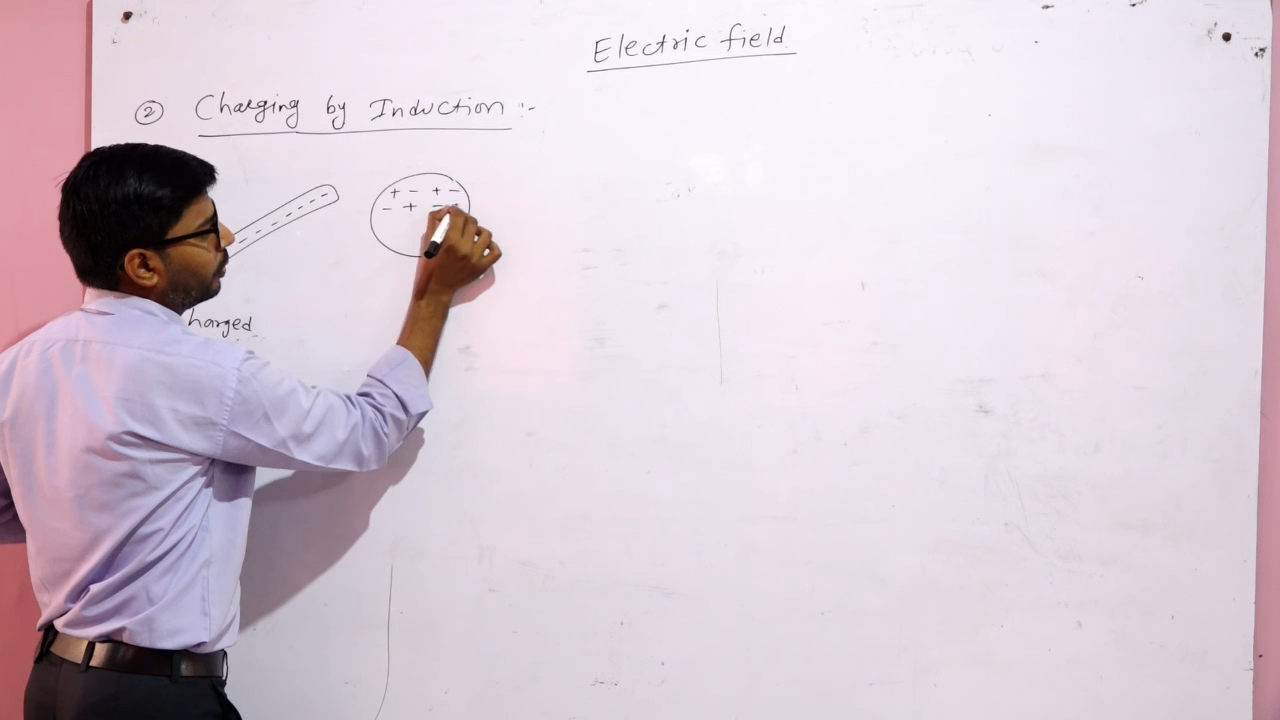 Electric field
② Charging by Induction :-
+ - + -
- + -
harged